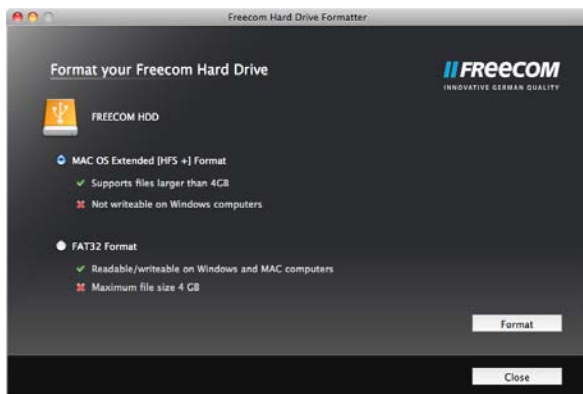 Freecom Hard Drive Formatter
Format your Freecom Hard Drive
FREECOM
INNOVATIVE GERMAN QUALITY
FREECOM HDD
MAC OS Extended [HFS +] Format
Supports files larger than 4GB
Not writeable on Windows computers
FAT32 Format
Readable/writeable on Windows and MAC computers
Maximum file size 4 GB
Format
Close